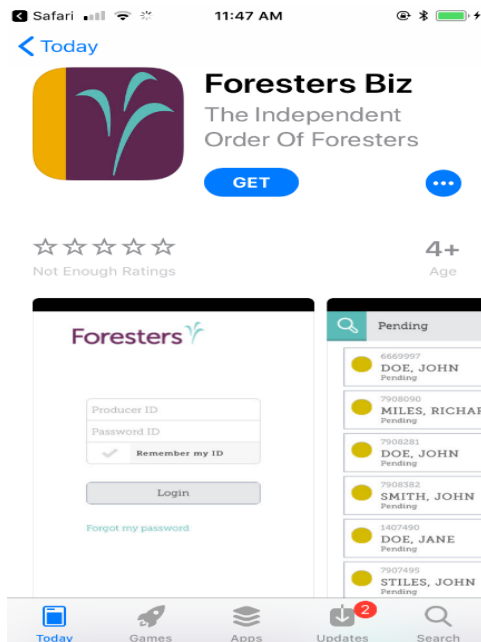 Safari
11:47 AM
Today
Foresters Biz
The Independent
Order Of Foresters
GET
Not Enough Ratings
4+
Age
Foresters
Producer ID
Password ID
Remember my ID
Login
Forgot my password
Pending
6669997
DOE, JOHN
Pending
7908090
MILES, RICHAR
Pending
7908281
DOE, JOHN
Pending
7908382
SMITH, JOHN
Pending
1407490
DOE, JANE
Pending
7907495
STILES, JOHN
Pending
Today
Games
Apps
2
Updates
Search